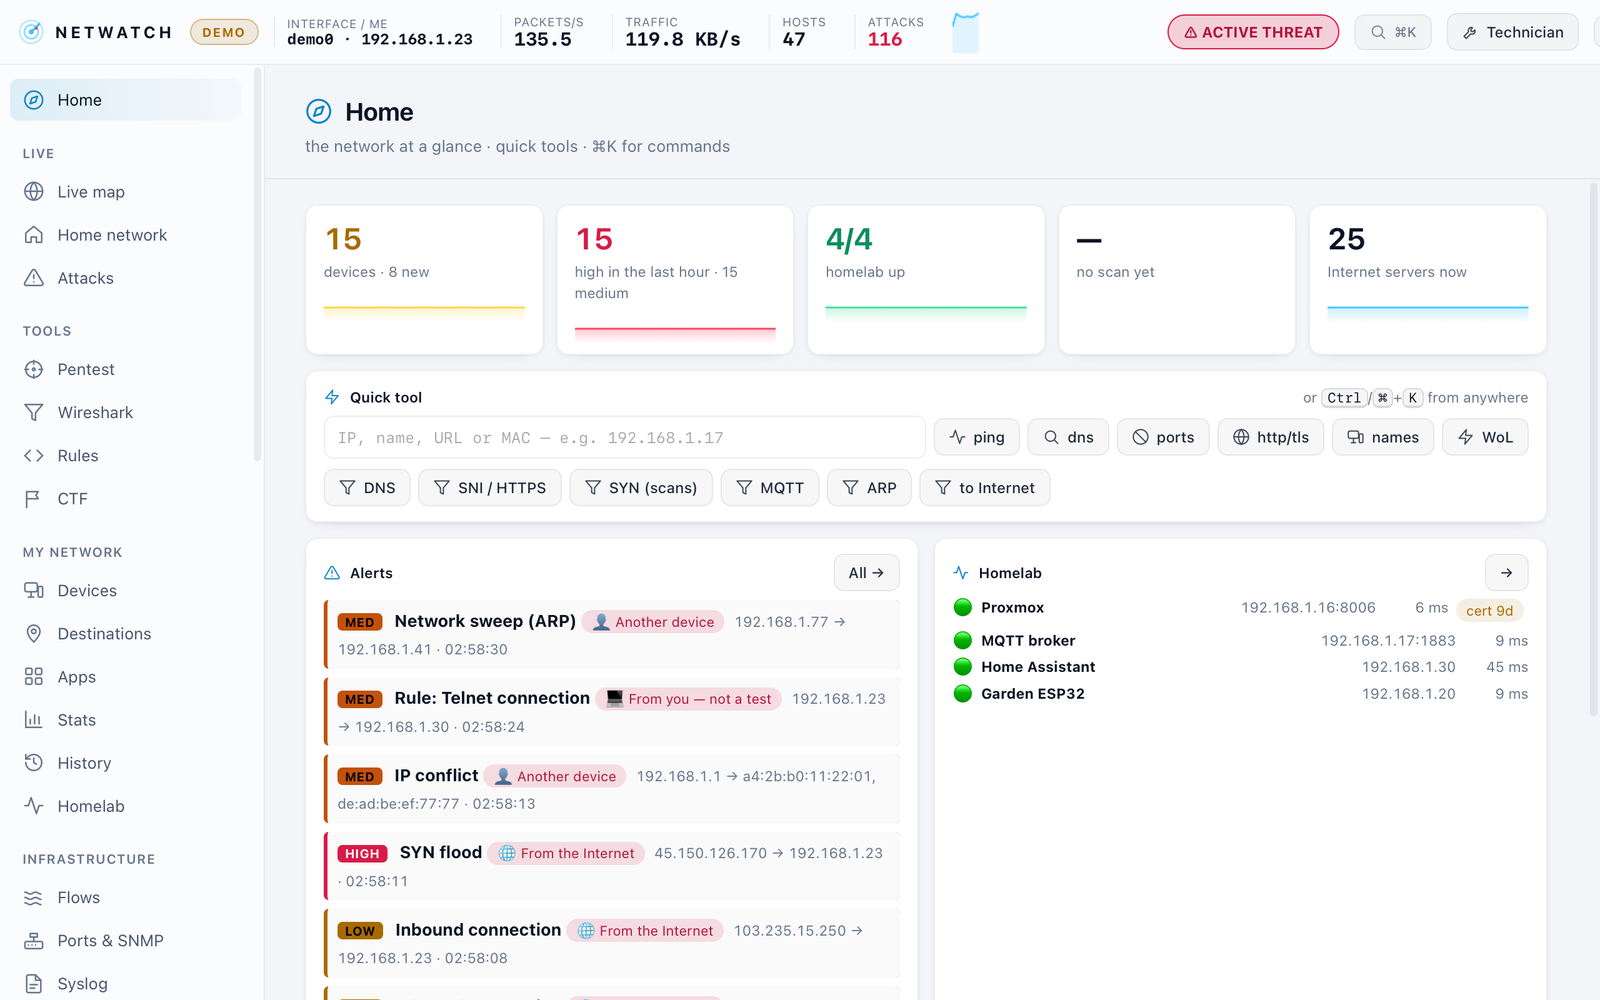 NETWATCH
DEMO
INTERFACE / ME
demo0 · 192.168.1.23
PACKETS/S
135.5
TRAFFIC
119.8 KB/s
HOSTS
47
ATTACKS
116
ACTIVE THREAT
⌘K
Technician
Home
LIVE
Live map
Home network
Attacks
TOOLS
Pentest
Wireshark
Rules
CTF
MY NETWORK
Devices
Destinations
Apps
Stats
History
Homelab
INFRASTRUCTURE
Flows
Ports & SNMP
Syslog
Home
the network at a glance · quick tools · ⌘K for commands
15
devices · 8 new
15
high in the last hour · 15
medium
4/4
homelab up
—
no scan yet
25
Internet servers now
Quick tool
or Ctrl/⌘+K from anywhere
IP, name, URL or MAC — e.g. 192.168.1.17
ping
dns
ports
http/tls
names
WoL
DNS
SNI / HTTPS
SYN (scans)
MQTT
ARP
to Internet
Alerts
All →
MED Network sweep (ARP) Another device 192.168.1.77 →
192.168.1.41 · 02:58:30
MED Rule: Telnet connection From you — not a test 192.168.1.23
→ 192.168.1.30 · 02:58:24
MED IP conflict Another device 192.168.1.1 → a4:2b:b0:11:22:01,
de:ad:be:ef:77:77 · 02:58:13
HIGH SYN flood From the Internet 45.150.126.170 → 192.168.1.23
· 02:58:11
LOW Inbound connection From the Internet 103.235.15.250 →
192.168.1.23 · 02:58:08
Homelab
→
Proxmox 192.168.1.16:8006 6 ms cert 9d
MQTT broker 192.168.1.17:1883 9 ms
Home Assistant 192.168.1.30 45 ms
Garden ESP32 192.168.1.20 9 ms